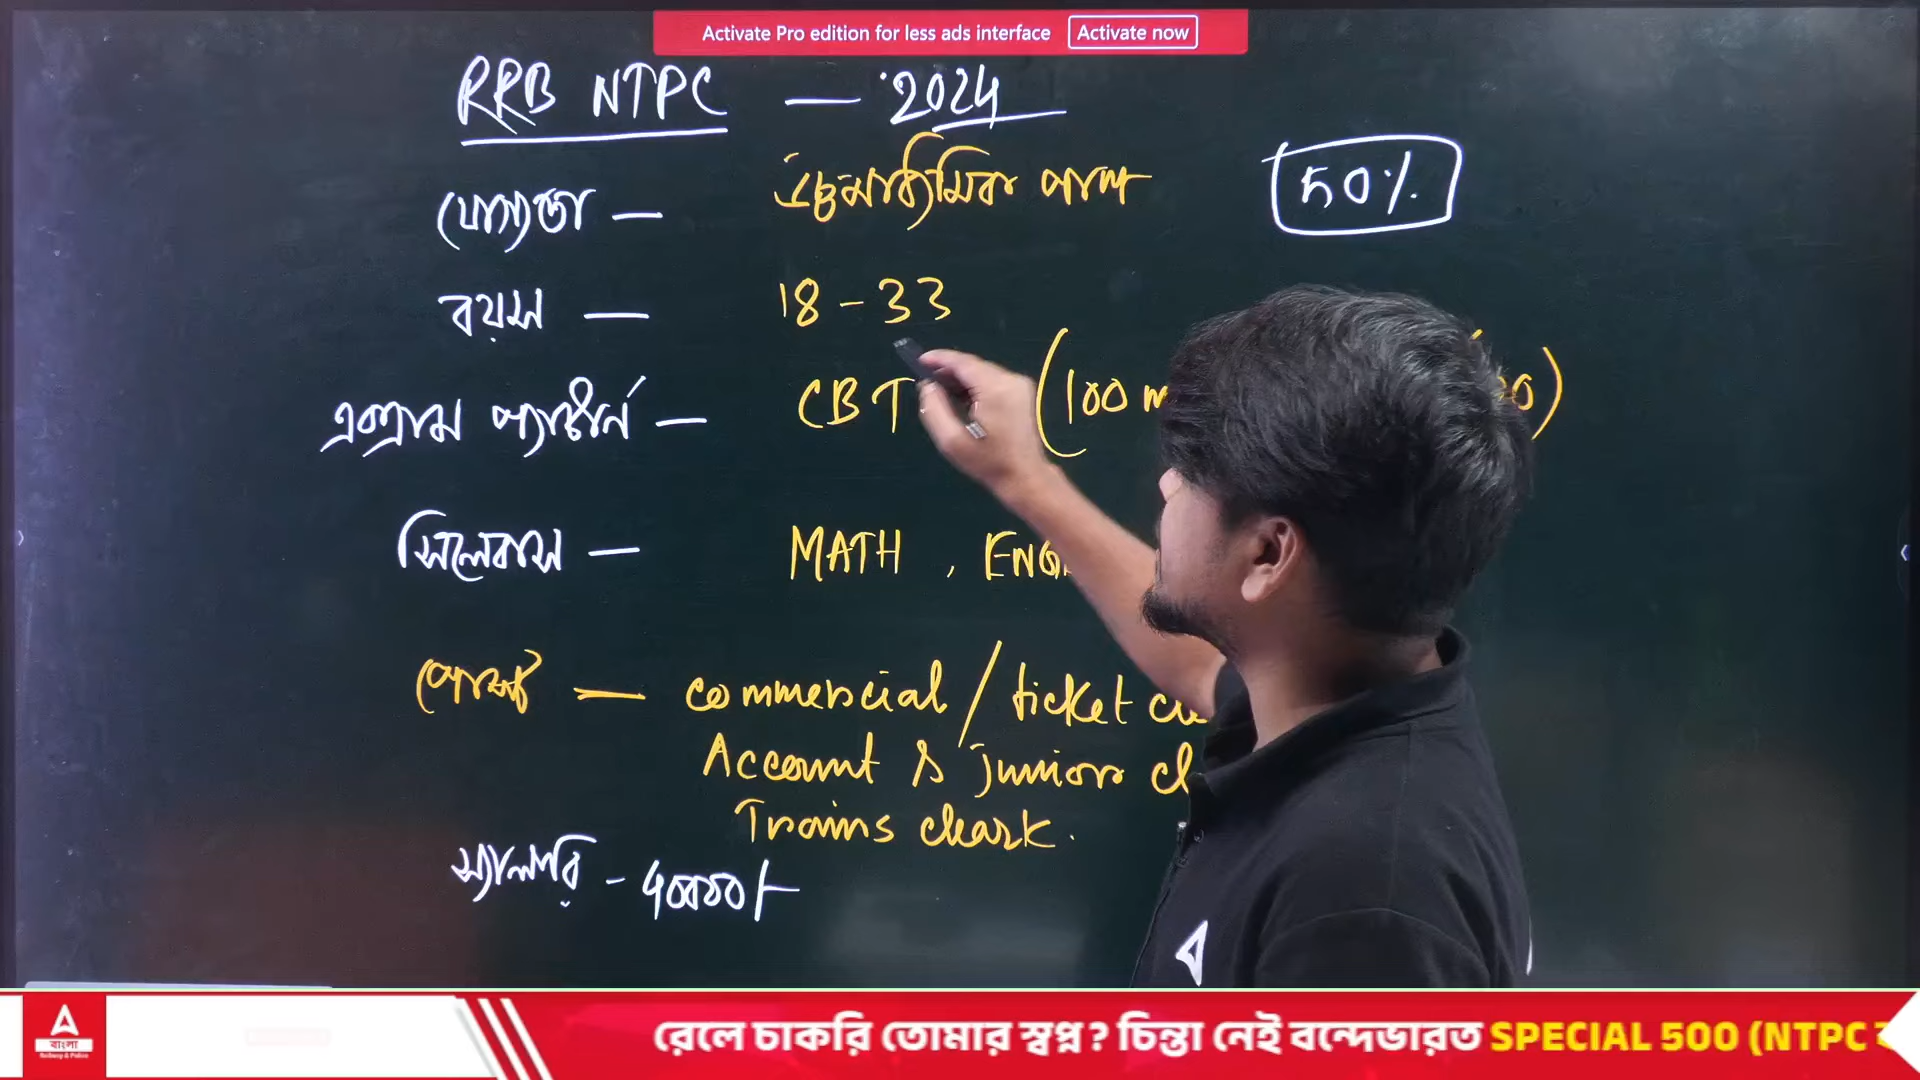 Activate Pro edition for less ads interface Activate now
RRB NTPC — 2024
যোগ্যতা — উচ্চমাধ্যমিক পাশ 50%
বয়স — 18 - 33
এক্সাম প্যাটার্ন — CBT (100 m
সিলেবাস — MATH , ENG
পোস্ট — commercial / ticket
Account & junior
Trains clerk.
স্যালারি - 40000/-
বাংলা
Railway & Police
রেলে চাকরি তোমার স্বপ্ন? চিন্তা নেই বন্দেভারত SPECIAL 500 (NTPC